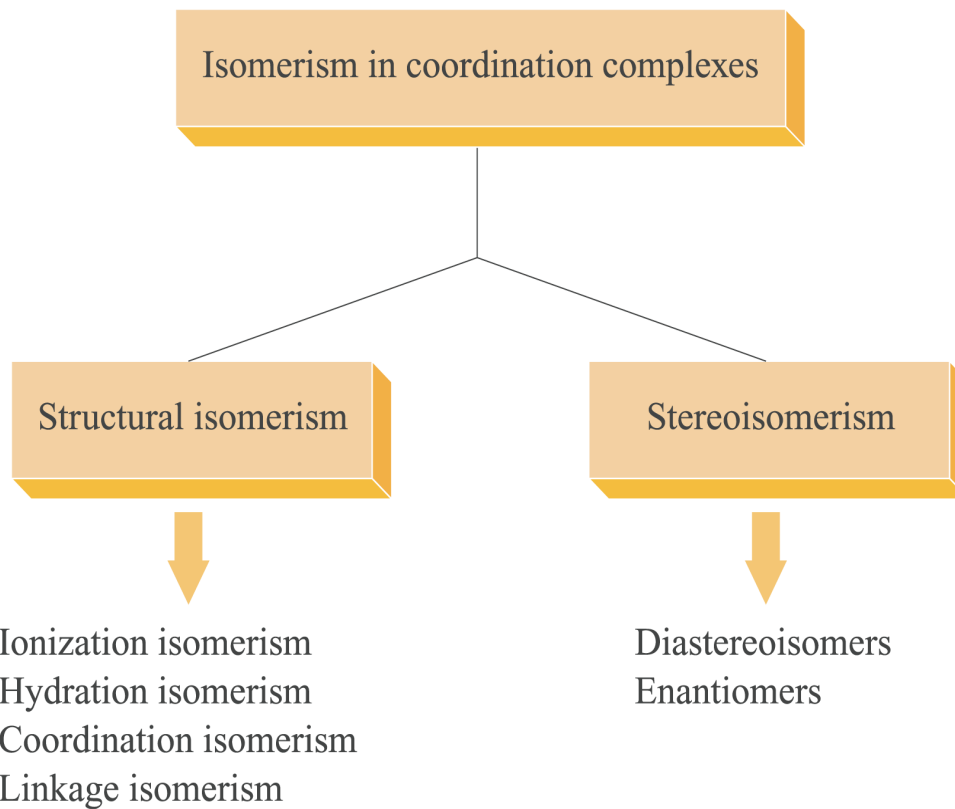 Isomerism in coordination complexes
Structural isomerism
Stereoisomerism
Ionization isomerism
Hydration isomerism
Coordination isomerism
Linkage isomerism
Diastereoisomers
Enantiomers